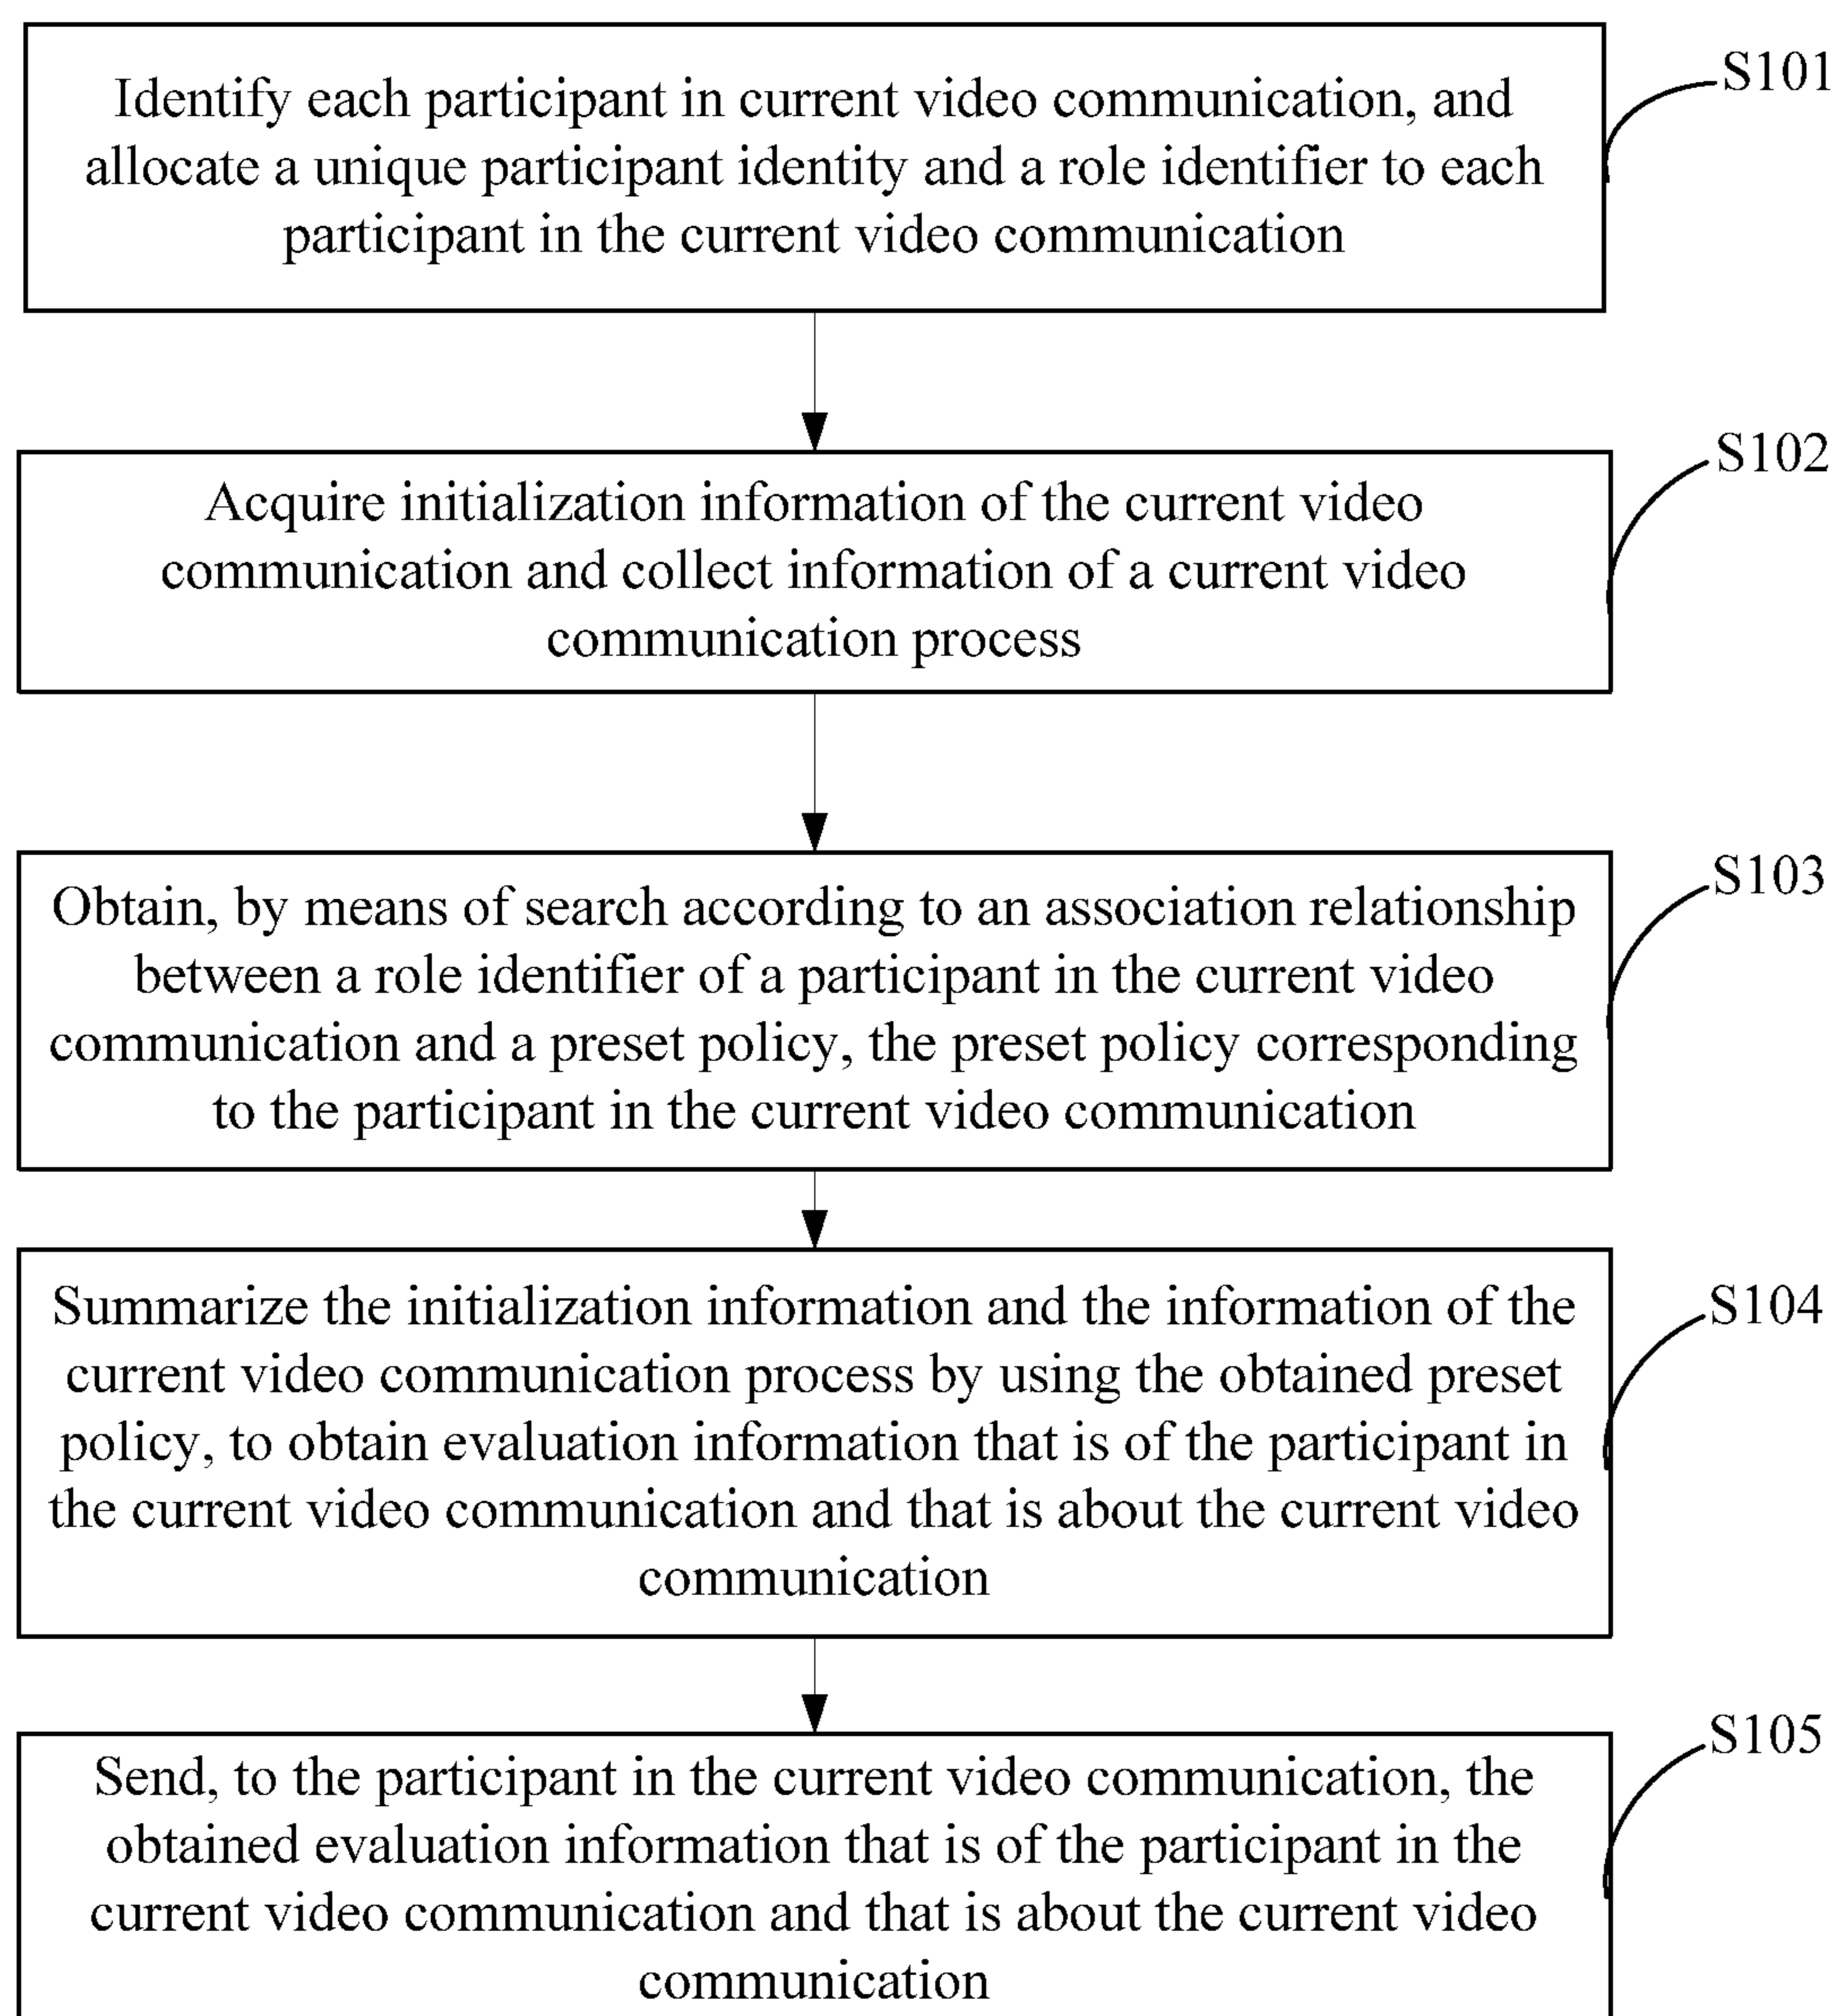 Identify each participant in current video communication, and
allocate a unique participant identity and a role identifier to each
participant in the current video communication
S101
Acquire initialization information of the current video
communication and collect information of a current video
communication process
S102
Obtain, by means of search according to an association relationship
between a role identifier of a participant in the current video
communication and a preset policy, the preset policy corresponding
to the participant in the current video communication
S103
Summarize the initialization information and the information of the
current video communication process by using the obtained preset
policy, to obtain evaluation information that is of the participant in
the current video communication and that is about the current video
communication
S104
Send, to the participant in the current video communication, the
obtained evaluation information that is of the participant in the
current video communication and that is about the current video
communication
S105